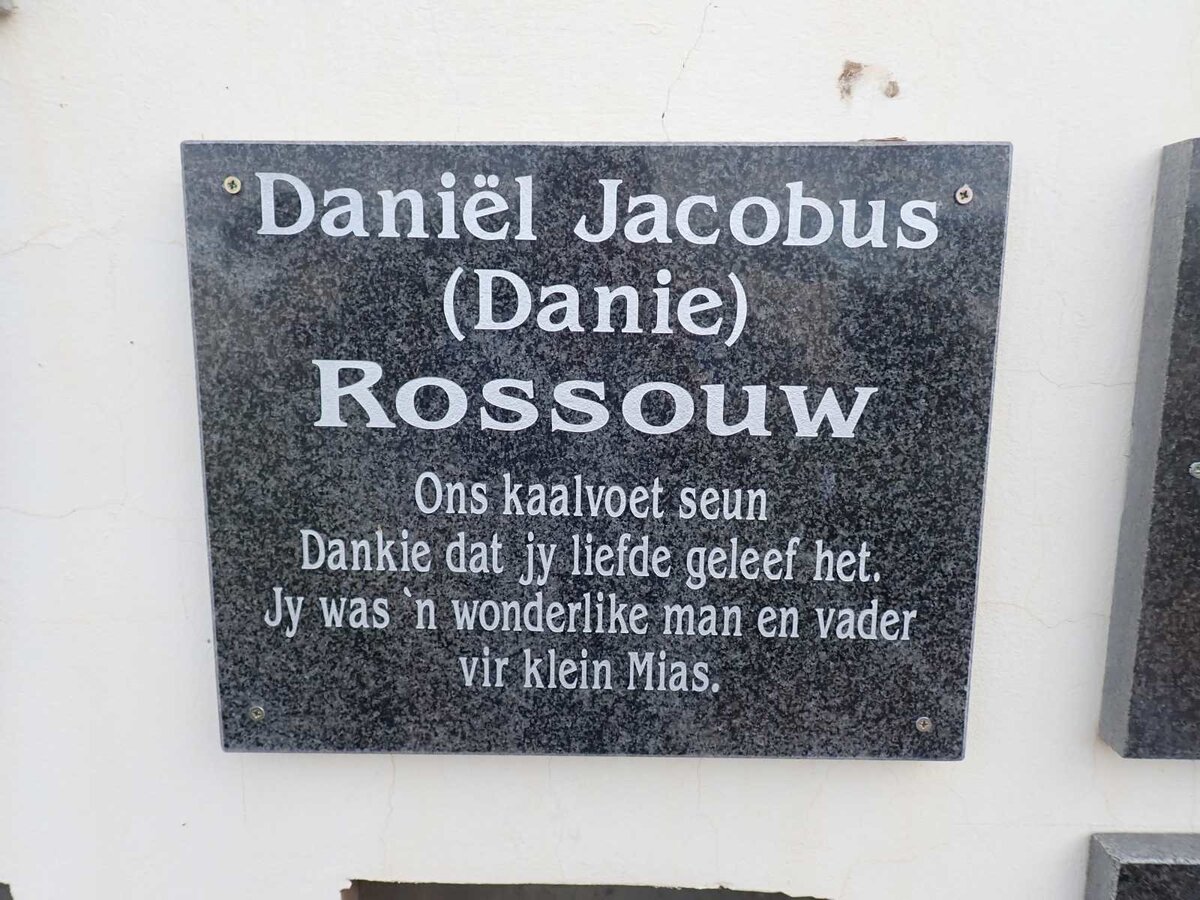 Daniël Jacobus
(Danie)
Rossouw
Ons kaalvoet seun
Dankie dat jy liefde geleef het.
Jy was `n wonderlike man en vader
vir klein Mias.